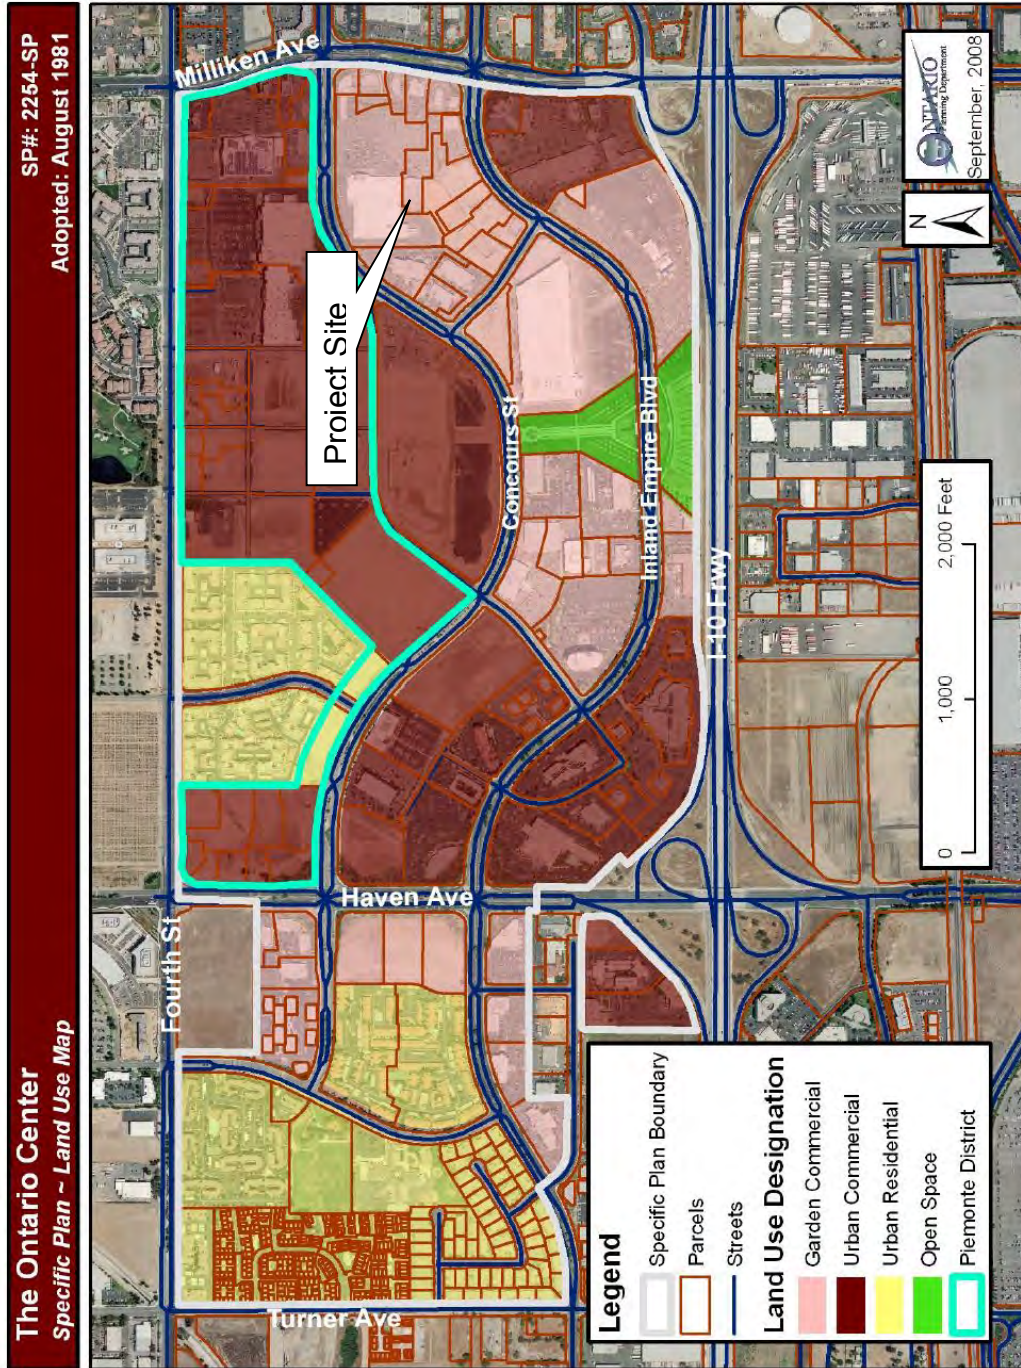 The Ontario Center
Specific Plan ~ Land Use Map
SP#: 2254-SP
Adopted: August 1981
Milliken Ave
Fourth St
Haven Ave
Turner Ave
Concours St
Inland Empire Blvd
I-10 Frwy
Project Site
Legend
Specific Plan Boundary
Parcels
Streets
Land Use Designation
Garden Commercial
Urban Commercial
Urban Residential
Open Space
Piemonte District
0 1,000 2,000 Feet
N
ONTARIO
Planning Department
September, 2008